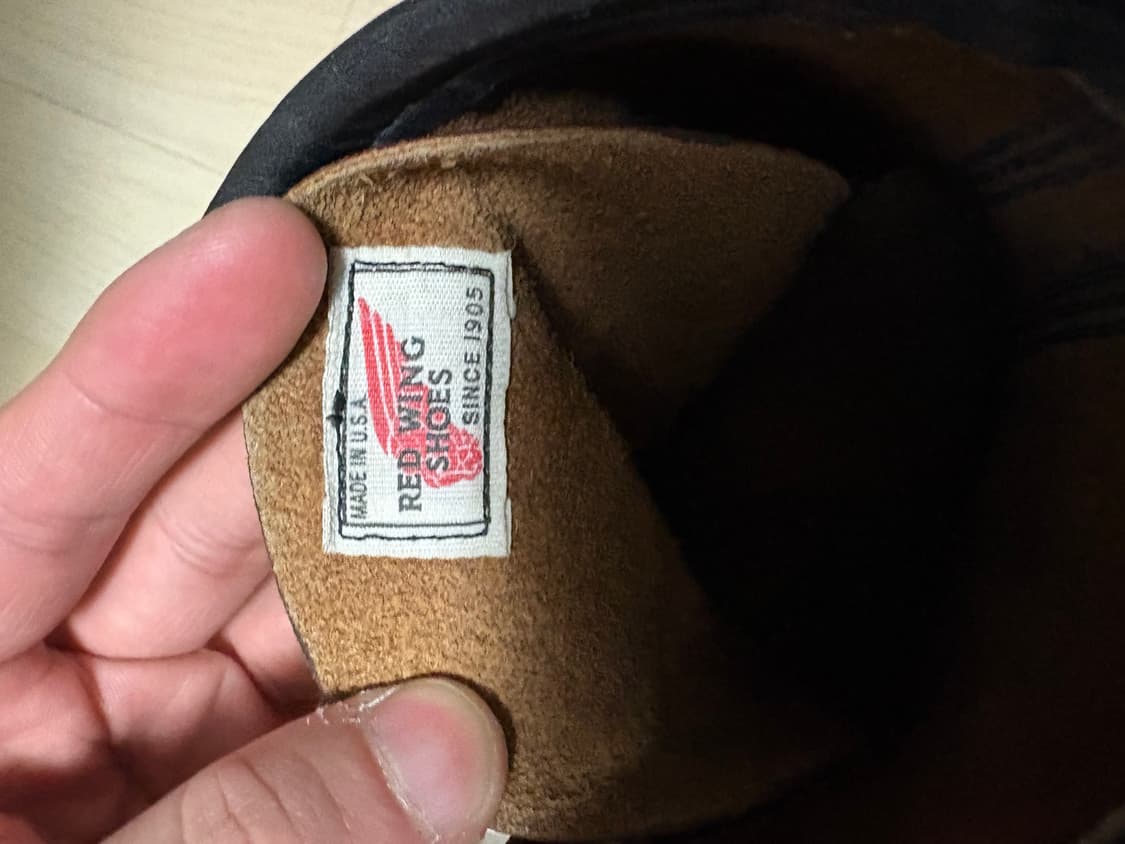 MADE IN U.S.A.
RED WING
SHOES
SINCE 1905